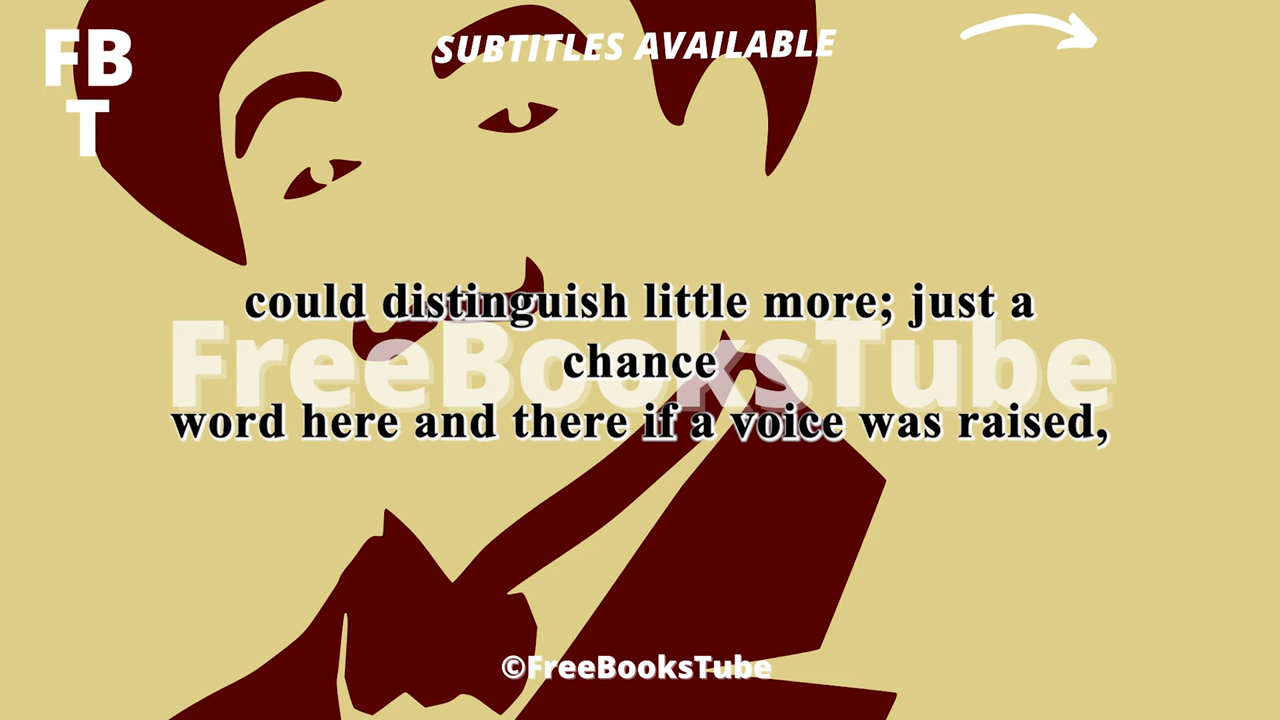 FB
T
SUBTITLES AVAILABLE
could distinguish little more; just a
chance
FreeBooksTube
word here and there if a voice was raised,
©FreeBooksTube